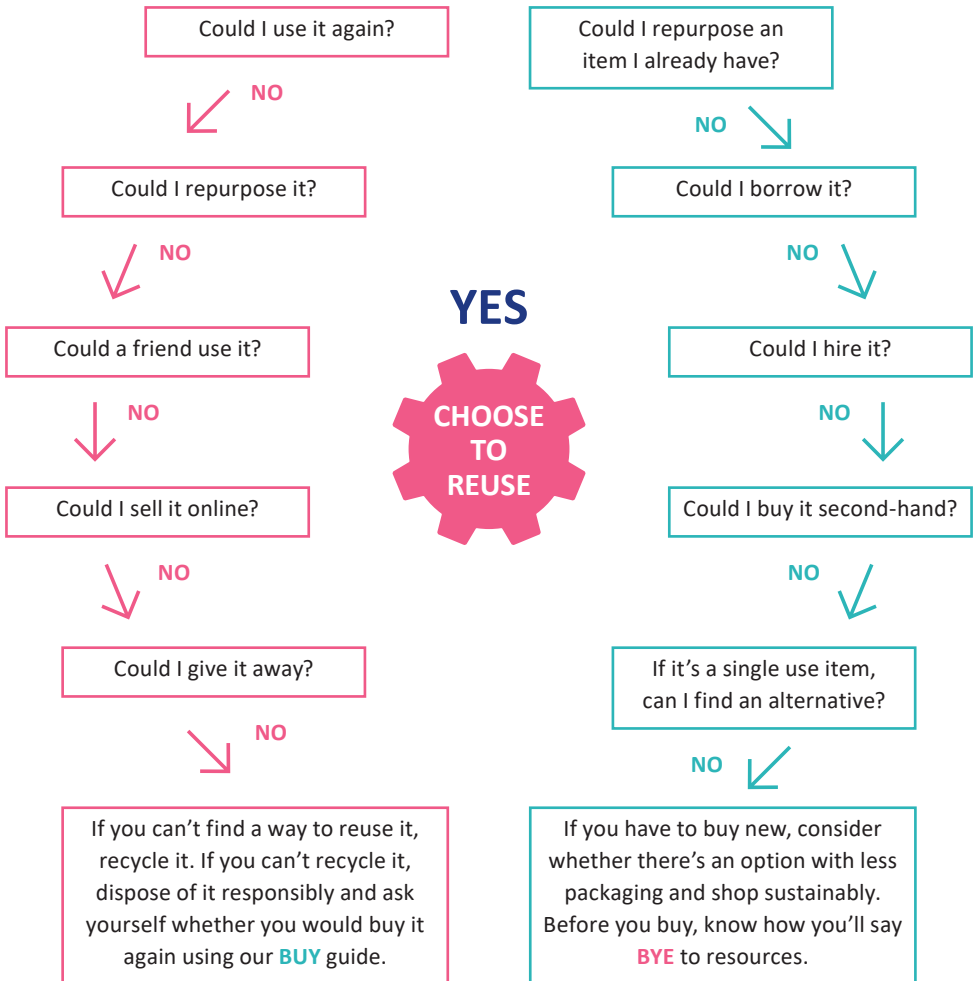 Could I use it again?
NO
Could I repurpose it?
NO
Could a friend use it?
NO
Could I sell it online?
NO
Could I give it away?
NO
If you can’t find a way to reuse it,
recycle it. If you can’t recycle it,
dispose of it responsibly and ask
yourself whether you would buy it
again using our BUY guide.
YES
CHOOSE
TO
REUSE
Could I repurpose an
item I already have?
NO
Could I borrow it?
NO
Could I hire it?
NO
Could I buy it second-hand?
NO
If it’s a single use item,
can I find an alternative?
NO
If you have to buy new, consider
whether there’s an option with less
packaging and shop sustainably.
Before you buy, know how you’ll say
BYE to resources.